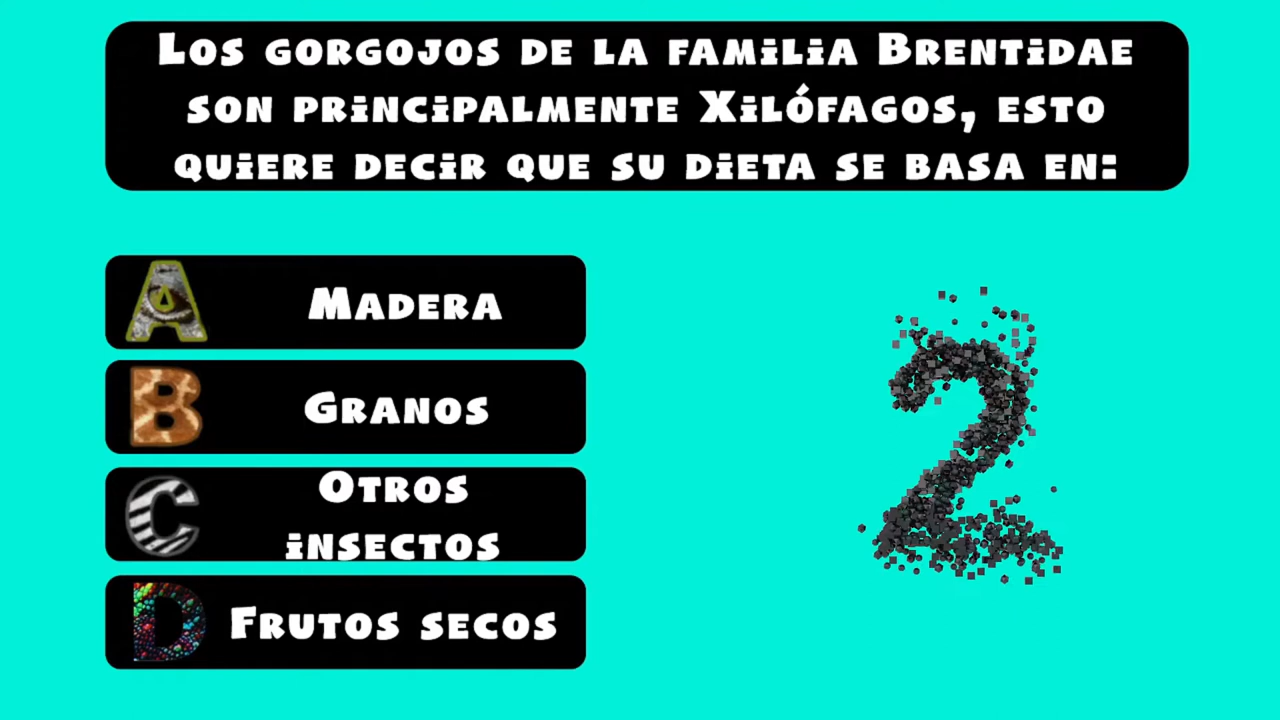 Los gorgojos de la familia Brentidae
son principalmente Xilófagos, esto
quiere decir que su dieta se basa en:
A Madera
B Granos
C Otros
insectos
D Frutos secos
2